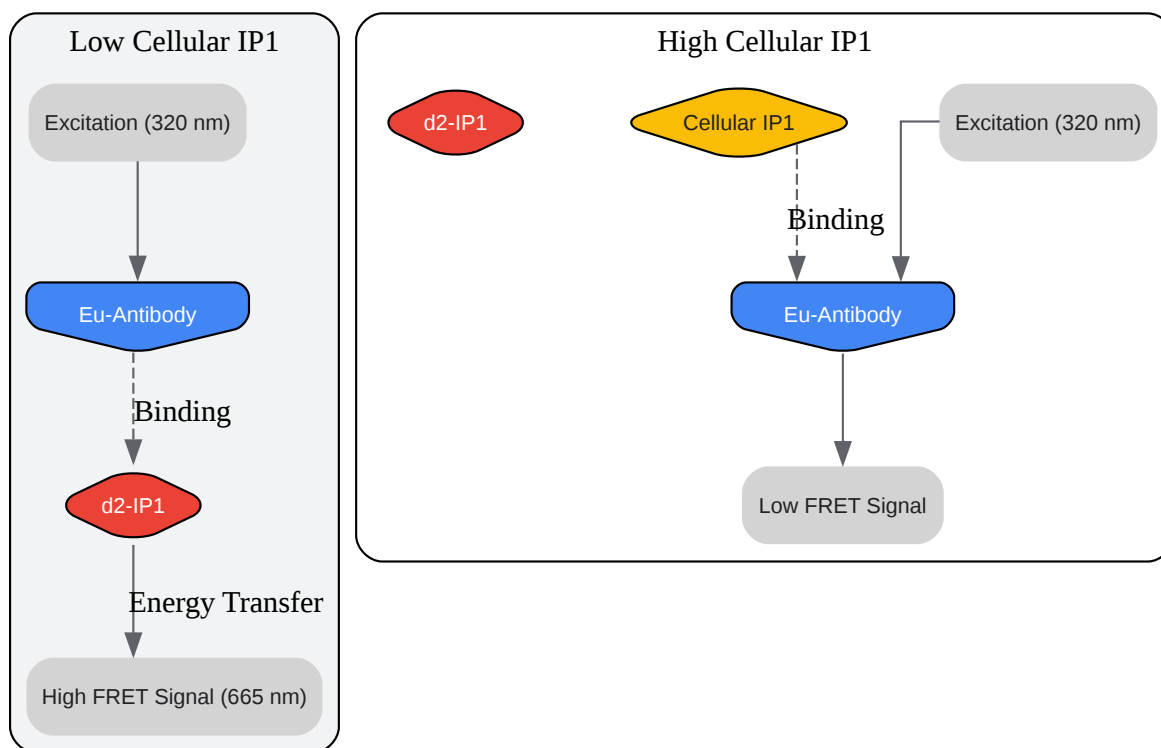 Low Cellular IP1
Excitation (320 nm)
Eu-Antibody
Binding
d2-IP1
Energy Transfer
High FRET Signal (665 nm)
High Cellular IP1
d2-IP1
Cellular IP1
Excitation (320 nm)
Binding
Eu-Antibody
Low FRET Signal